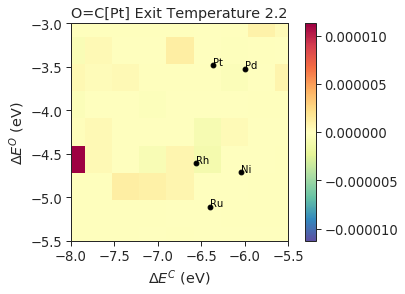 O=C[Pt] Exit Temperature 2.2
−3.0
−3.5
−4.0
−4.5
−5.0
−5.5
ΔE^O (eV)
Pt
Pd
Rh
Ni
Ru
−8.0 −7.5 −7.0 −6.5 −6.0 −5.5
ΔE^C (eV)
0.000010
0.000005
0.000000
−0.000005
−0.000010